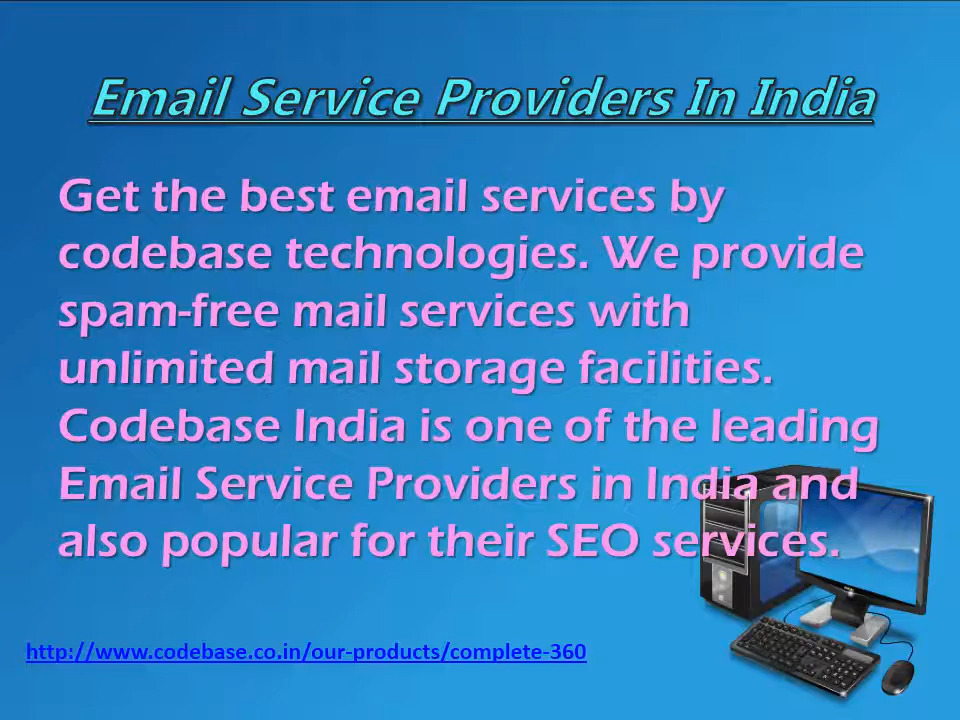 Email Service Providers In India
Get the best email services by
codebase technologies. We provide
spam-free mail services with
unlimited mail storage facilities.
Codebase India is one of the leading
Email Service Providers in India and
also popular for their SEO services.
http://www.codebase.co.in/our-products/complete-360